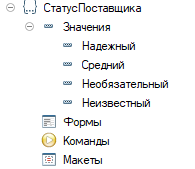 СтатусПоставщика
Значения
Надежный
Средний
Необязательный
Неизвестный
Формы
Команды
Макеты